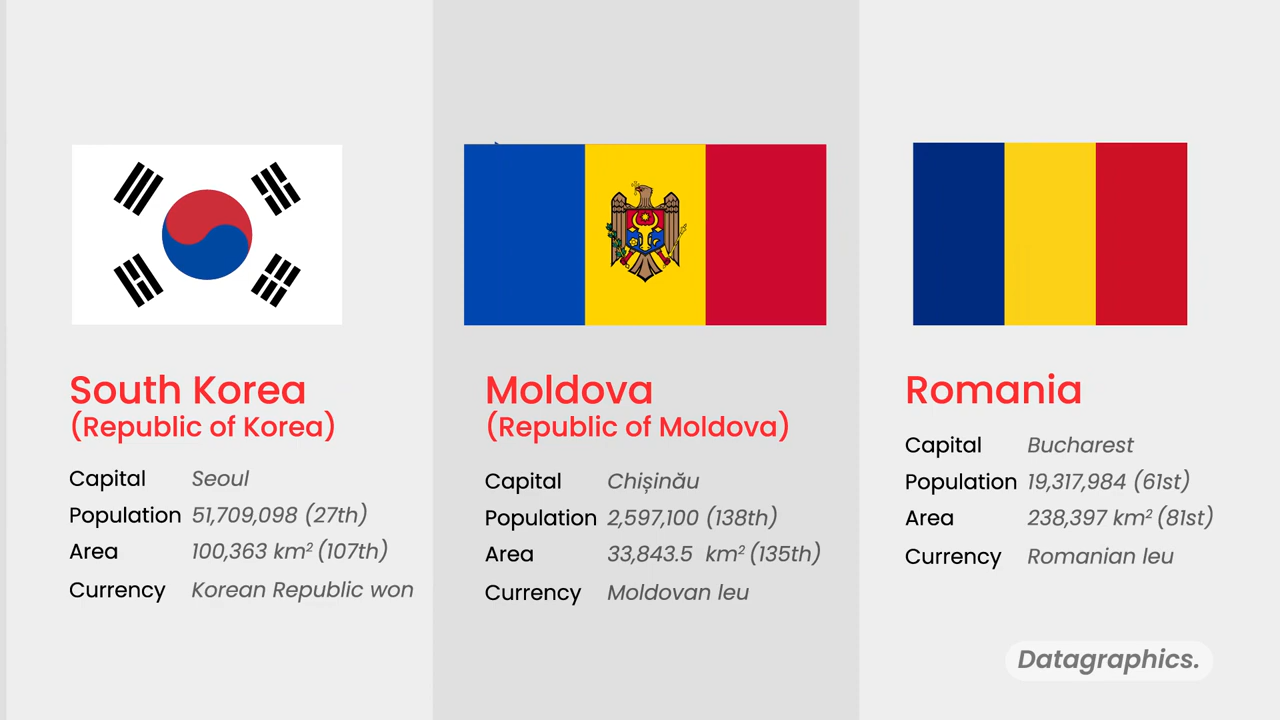 South Korea
(Republic of Korea)
Capital Seoul
Population 51,709,098 (27th)
Area 100,363 km² (107th)
Currency Korean Republic won
Moldova
(Republic of Moldova)
Capital Chișinău
Population 2,597,100 (138th)
Area 33,843.5 km² (135th)
Currency Moldovan leu
Romania
Capital Bucharest
Population 19,317,984 (61st)
Area 238,397 km² (81st)
Currency Romanian leu
Datagraphics.